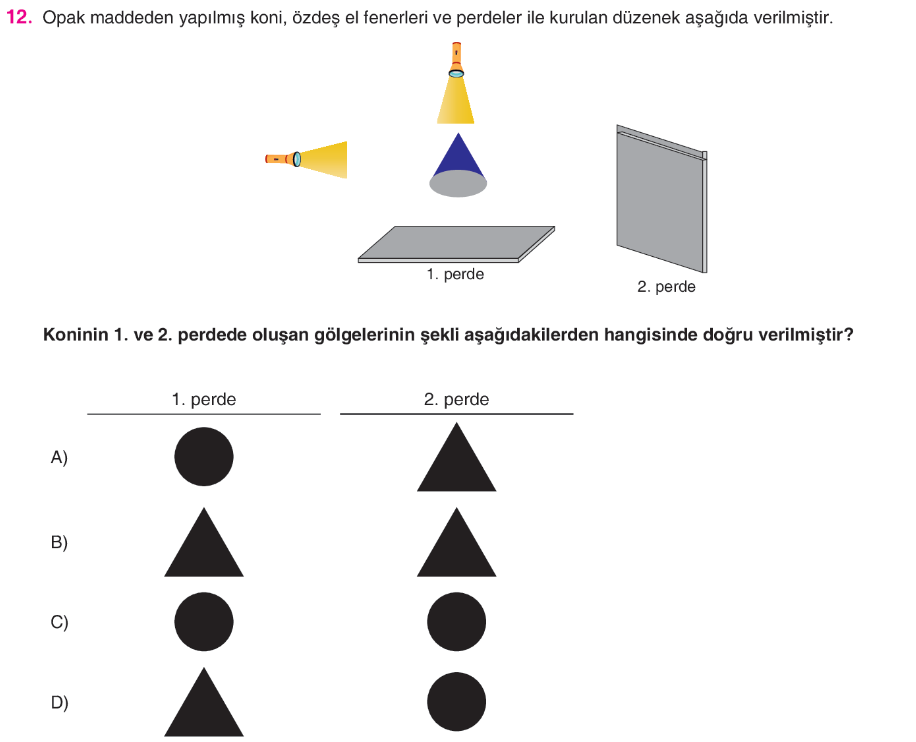 12. Opak maddeden yapılmış koni, özdeş el fenerleri ve perdeler ile kurulan düzenek aşağıda verilmiştir.
1. perde
2. perde
Koninin 1. ve 2. perdede oluşan gölgelerinin şekli aşağıdakilerden hangisinde doğru verilmiştir?
1. perde 2. perde
A)
B)
C)
D)